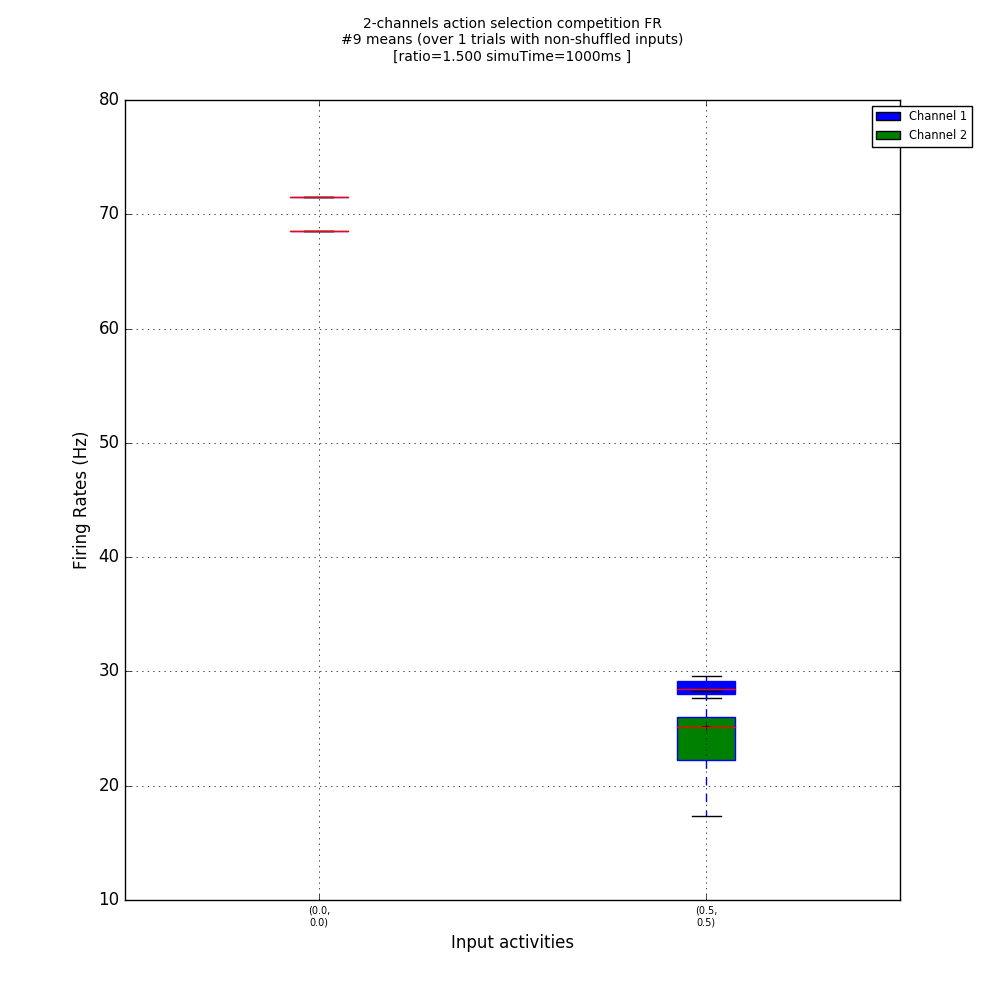 2-channels action selection competition FR
#9 means (over 1 trials with non-shuffled inputs)
[ratio=1.500 simuTime=1000ms ]
80
Channel 1
Channel 2
70
60
50
Firing Rates (Hz)
40
30
20
10
(0.0,
0.0)
(0.5,
0.5)
Input activities